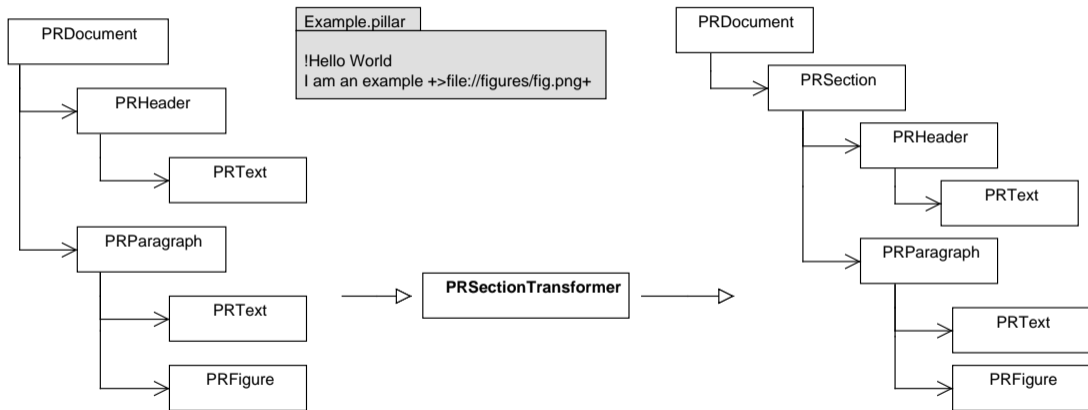 PRDocument
PRHeader
PRText
PRParagraph
PRText
PRFigure
Example.pillar
!Hello World
I am an example +>file://figures/fig.png+
PRSectionTransformer
PRDocument
PRSection
PRHeader
PRText
PRParagraph
PRText
PRFigure